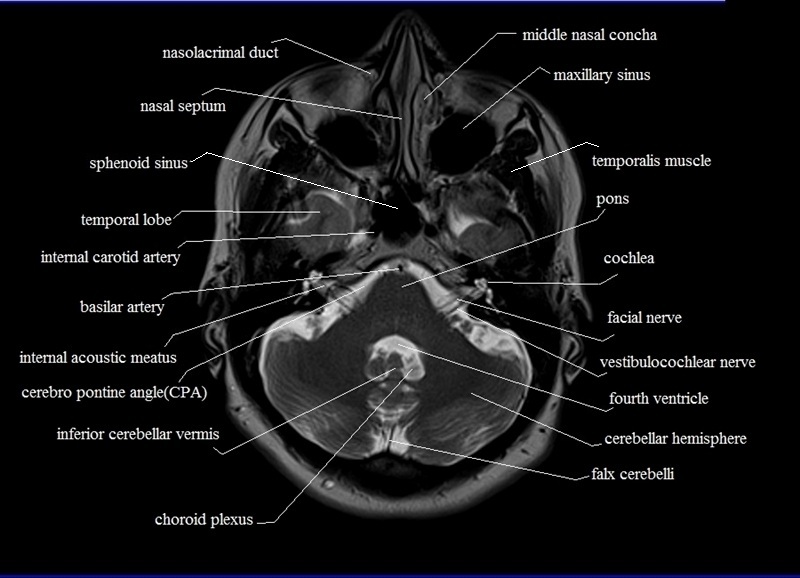 nasolacrimal duct
nasal septum
sphenoid sinus
temporal lobe
internal carotid artery
basilar artery
internal acoustic meatus
cerebro pontine angle(CPA)
inferior cerebellar vermis
choroid plexus
middle nasal concha
maxillary sinus
temporalis muscle
pons
cochlea
facial nerve
vestibulocochlear nerve
fourth ventricle
cerebellar hemisphere
falx cerebelli